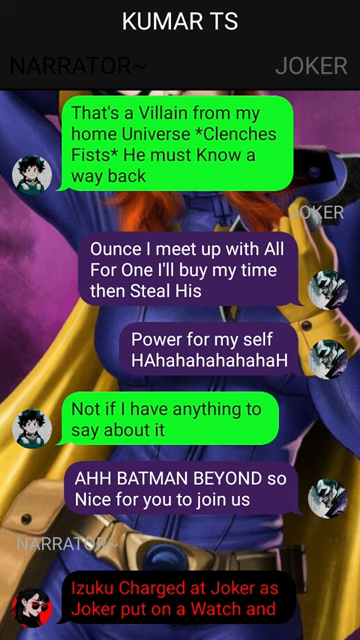 KUMAR TS
NARRATOR~
JOKER
That's a Villain from my
home Universe *Clenches
Fists* He must Know a
way back
JOKER
Ounce I meet up with All
For One I'll buy my time
then Steal His
Power for my self
HAhahahahahahaH
Not if I have anything to
say about it
AHH BATMAN BEYOND so
Nice for you to join us
NARRATOR~
Izuku Charged at Joker as
Joker put on a Watch and